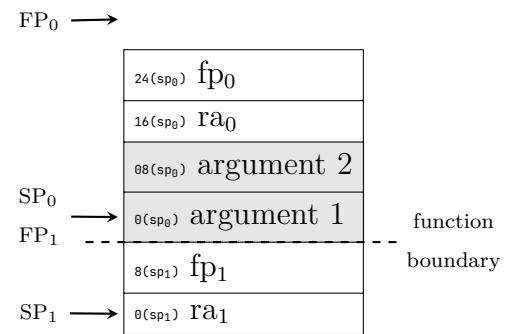 FP₀
24(sp₀) fp₀
16(sp₀) ra₀
08(sp₀) argument 2
SP₀
0(sp₀) argument 1
FP₁
function
boundary
8(sp₁) fp₁
SP₁
0(sp₁) ra₁